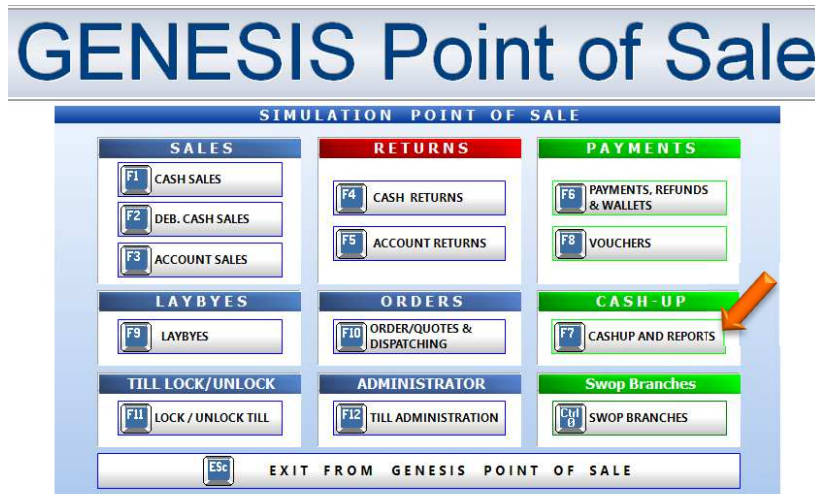 GENESIS Point of Sale
SIMULATION POINT OF SALE
SALES
F1 CASH SALES
F2 DEB. CASH SALES
F3 ACCOUNT SALES
RETURNS
F4 CASH RETURNS
F5 ACCOUNT RETURNS
PAYMENTS
F6 PAYMENTS, REFUNDS
& WALLETS
F8 VOUCHERS
LAYBYES
F9 LAYBYES
ORDERS
F10 ORDER/QUOTES &
DISPATCHING
CASH-UP
F7 CASHUP AND REPORTS
TILL LOCK/UNLOCK
F11 LOCK / UNLOCK TILL
ADMINISTRATOR
F12 TILL ADMINISTRATION
Swop Branches
Ctrl
0 SWOP BRANCHES
ESc EXIT FROM GENESIS POINT OF SALE